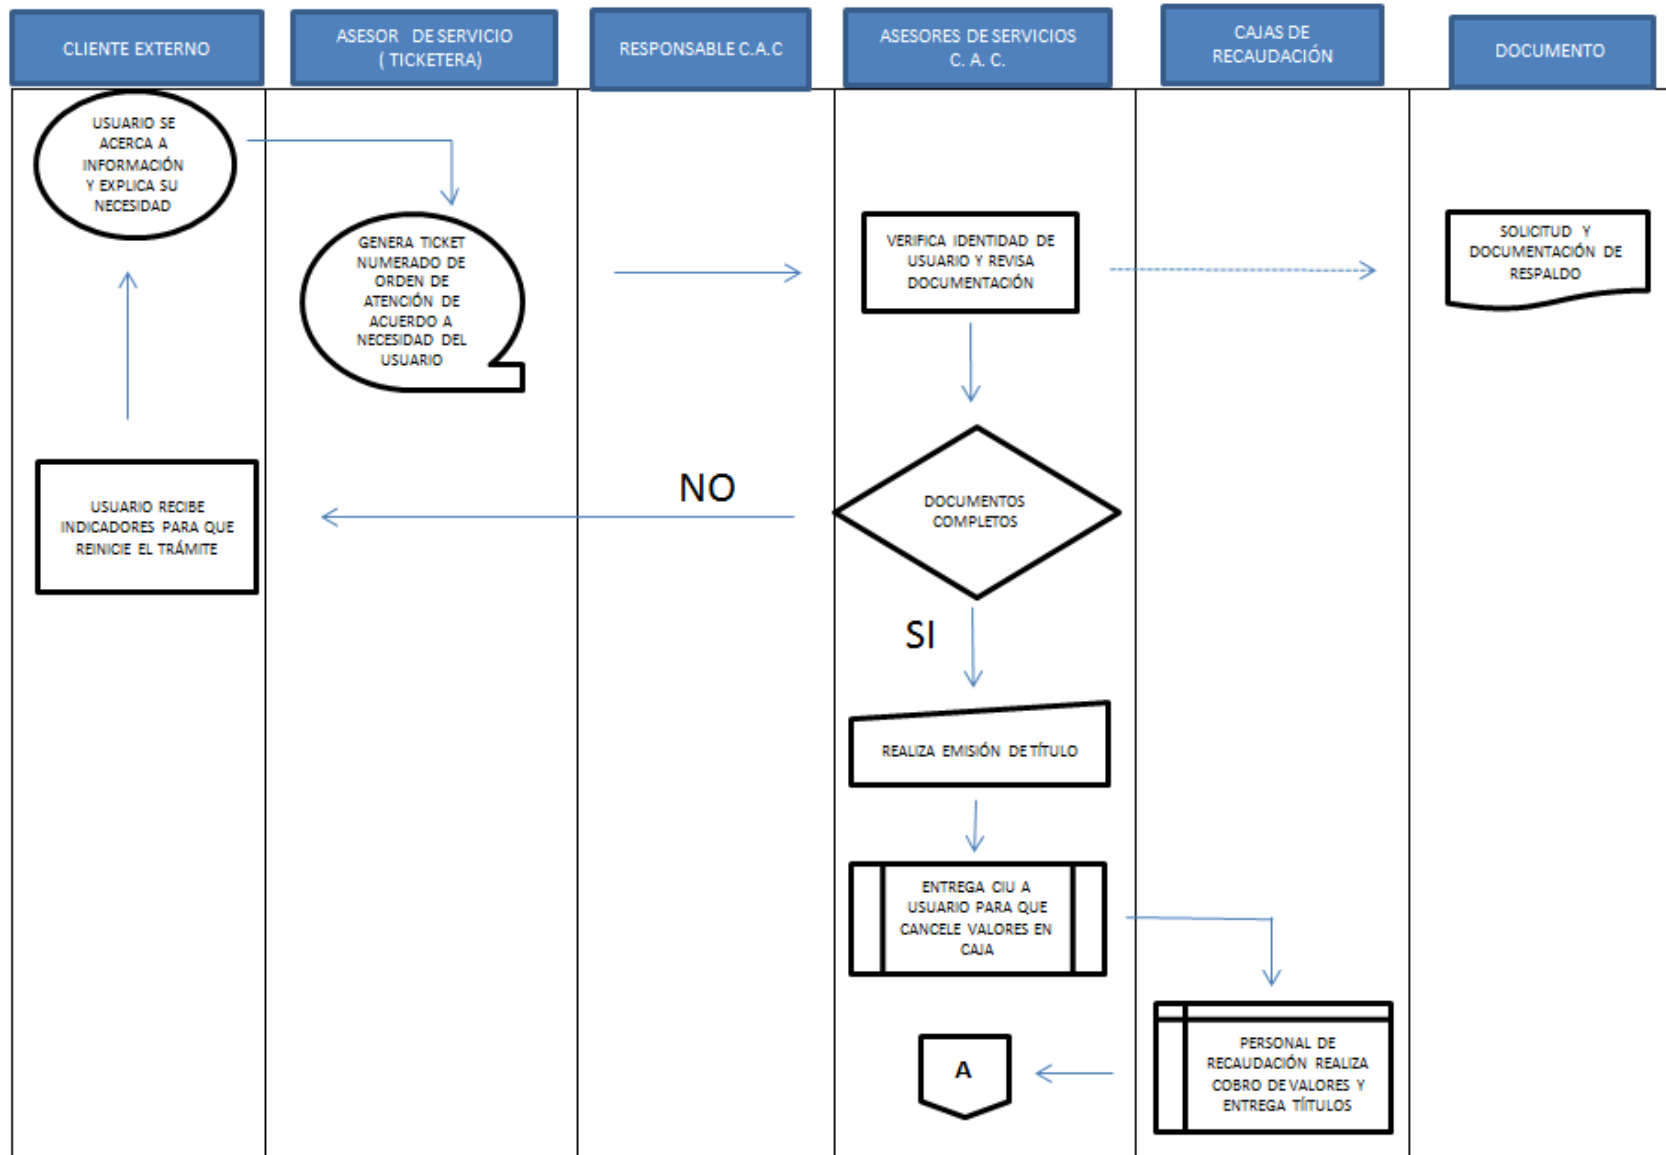 CLIENTE EXTERNO
ASESOR DE SERVICIO
( TICKETERA)
RESPONSABLE C.A.C
ASESORES DE SERVICIOS
C. A. C.
CAJAS DE
RECAUDACIÓN
DOCUMENTO
USUARIO SE
ACERCA A
INFORMACIÓN
Y EXPLICA SU
NECESIDAD
GENERA TICKET
NUMERADO DE
ORDEN DE
ATENCIÓN DE
ACUERDO A
NECESIDAD DEL
USUARIO
VERIFICA IDENTIDAD DE
USUARIO Y REVISA
DOCUMENTACIÓN
SOLICITUD Y
DOCUMENTACIÓN DE
RESPALDO
USUARIO RECIBE
INDICADORES PARA QUE
REINICIE EL TRÁMITE
NO
DOCUMENTOS
COMPLETOS
SI
REALIZA EMISIÓN DE TÍTULO
ENTREGA CIU A
USUARIO PARA QUE
CANCELE VALORES EN
CAJA
PERSONAL DE
RECAUDACIÓN REALIZA
COBRO DE VALORES Y
ENTREGA TÍITULOS
A